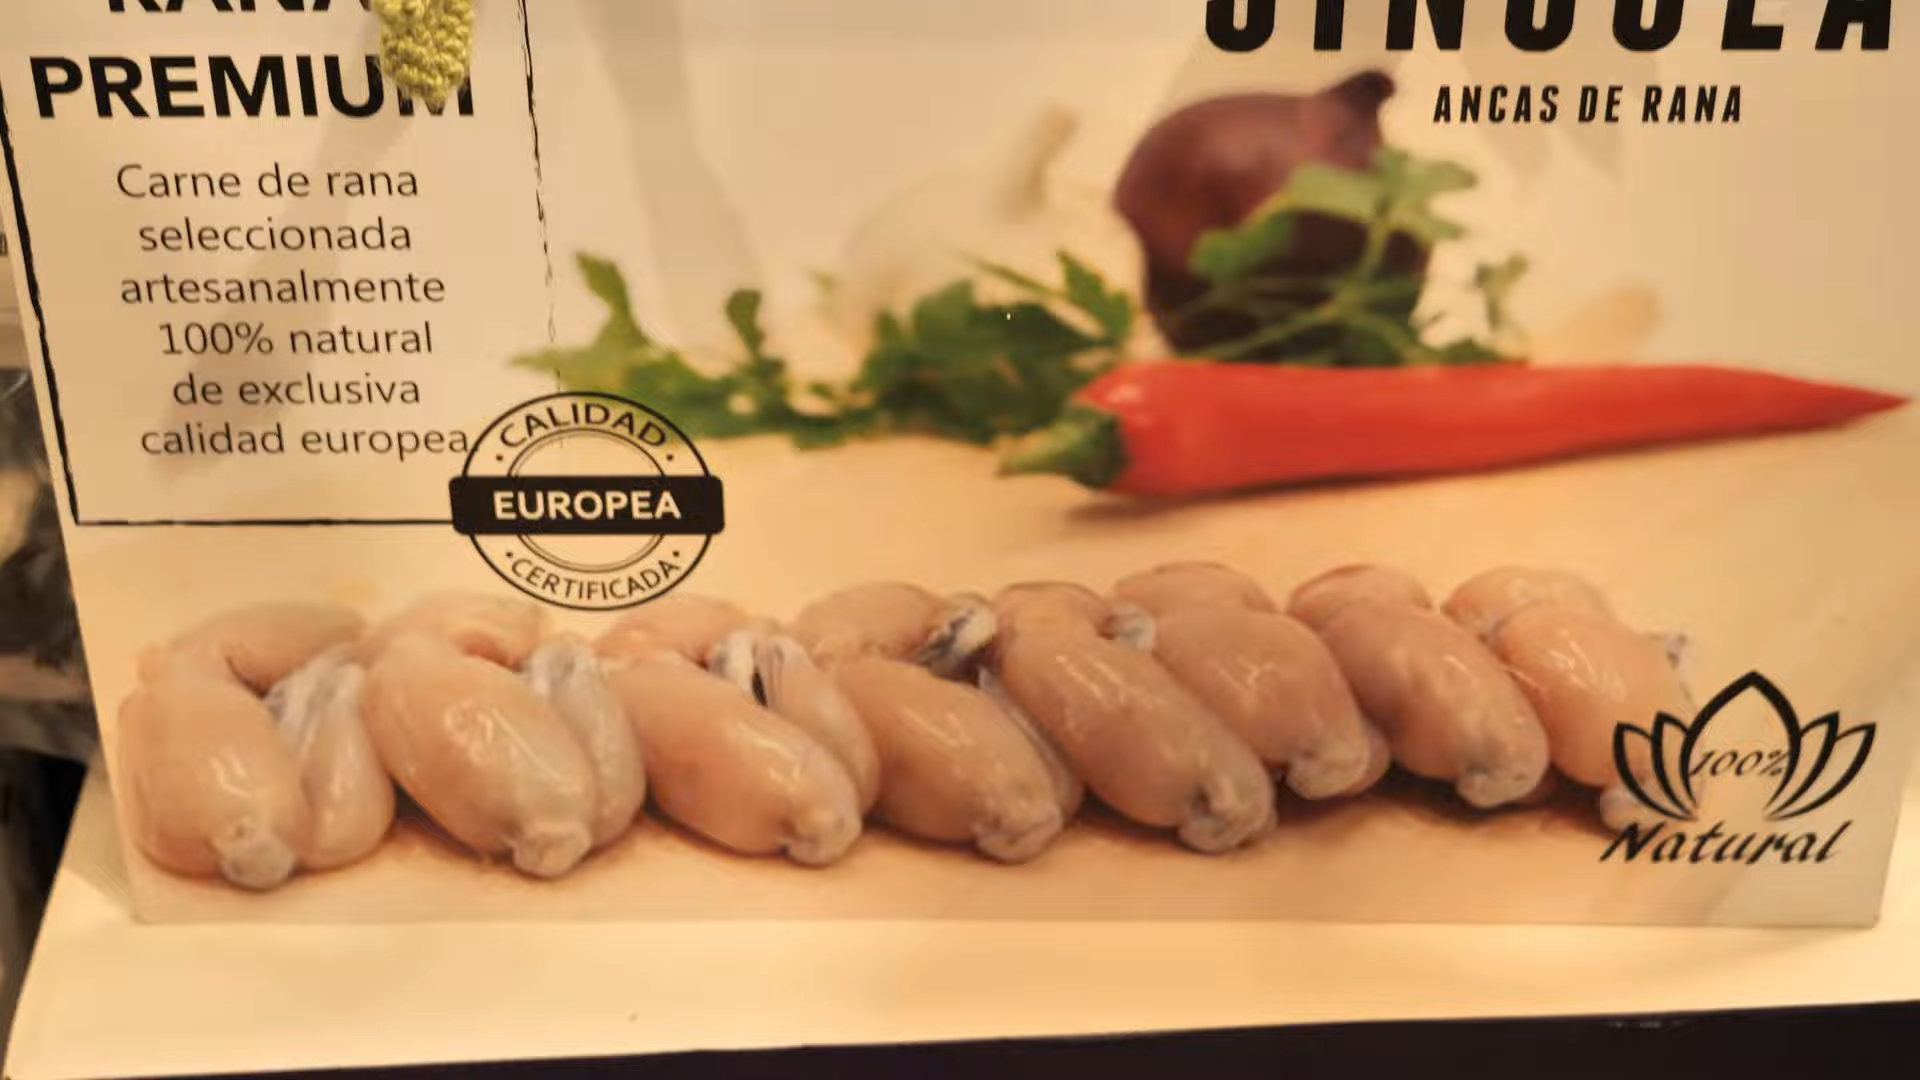 RANA
PREMIUM
Carne de rana
seleccionada
artesanalmente
100% natural
de exclusiva
calidad europea
CALIDAD
EUROPEA
CERTIFICADA
ANCAS DE RANA
100%
Natural